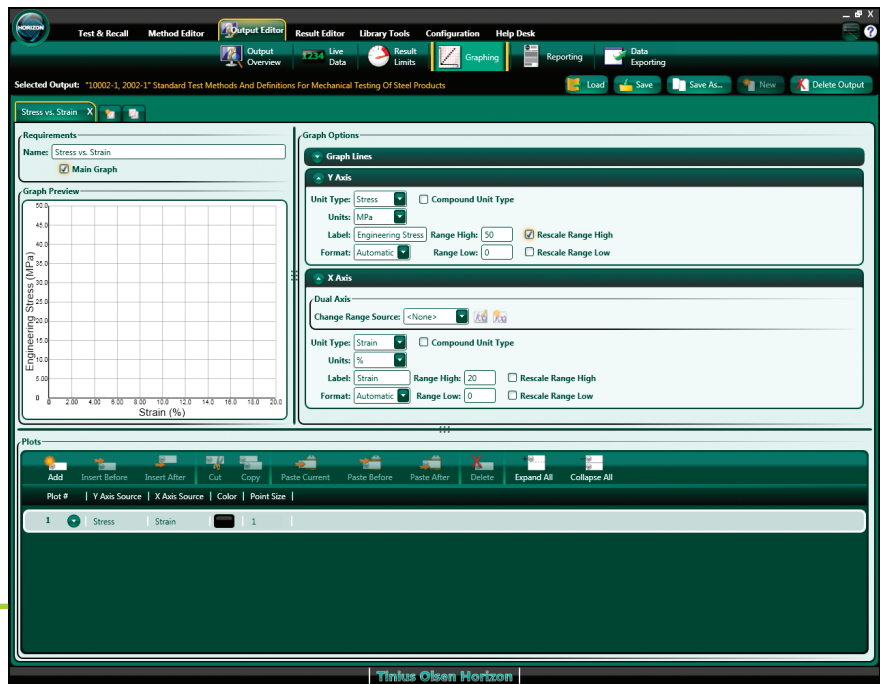 HORIZON
Test & Recall Method Editor Output Editor Result Editor Library Tools Configuration Help Desk
Output Overview 1234 Live Data Result Limits Graphing Reporting Data Exporting
Selected Output: "10002-1, 2002-1" Standard Test Methods And Definitions For Mechanical Testing Of Steel Products Load Save Save As... New Delete Output
Stress vs. Strain X
Requirements
Name: Stress vs. Strain
Main Graph
Graph Preview
50.0
45.0
40.0
35.0
30.0
25.0
20.0
15.0
10.0
5.00
0
Engineering Stress (MPa)
0 2.00 4.00 6.00 8.00 10.0 12.0 14.0 16.0 18.0 20.0
Strain (%)
Graph Options
Graph Lines
Y Axis
Unit Type: Stress Compound Unit Type
Units: MPa
Label: Engineering Stress Range High: 50 Rescale Range High
Format: Automatic Range Low: 0 Rescale Range Low
X Axis
Dual Axis
Change Range Source: <None>
Unit Type: Strain Compound Unit Type
Units: %
Label: Strain Range High: 20 Rescale Range High
Format: Automatic Range Low: 0 Rescale Range Low
Plots
Add Insert Before Insert After Cut Copy Paste Current Paste Before Paste After Delete Expand All Collapse All
Plot # Y Axis Source X Axis Source Color Point Size
1 Stress Strain 1
Tinius Olsen Horizon